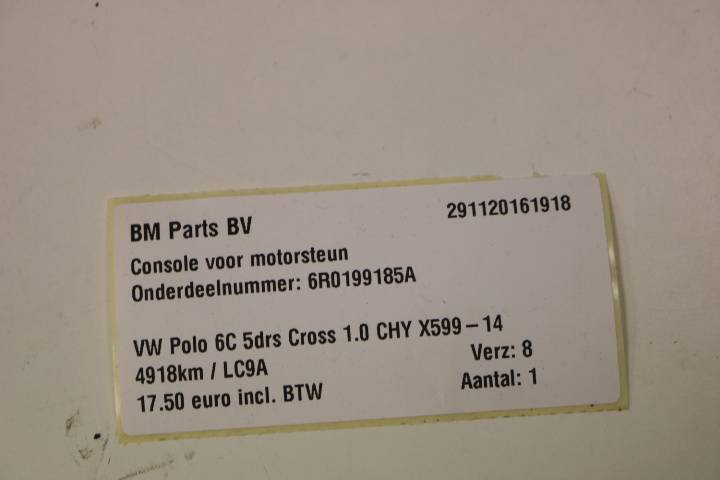 BM Parts BV 291120161918
Console voor motorsteun
Onderdeelnummer: 6R0199185A
VW Polo 6C 5drs Cross 1.0 CHY X599-14
4918km / LC9A Verz: 8
17.50 euro incl. BTW Aantal: 1